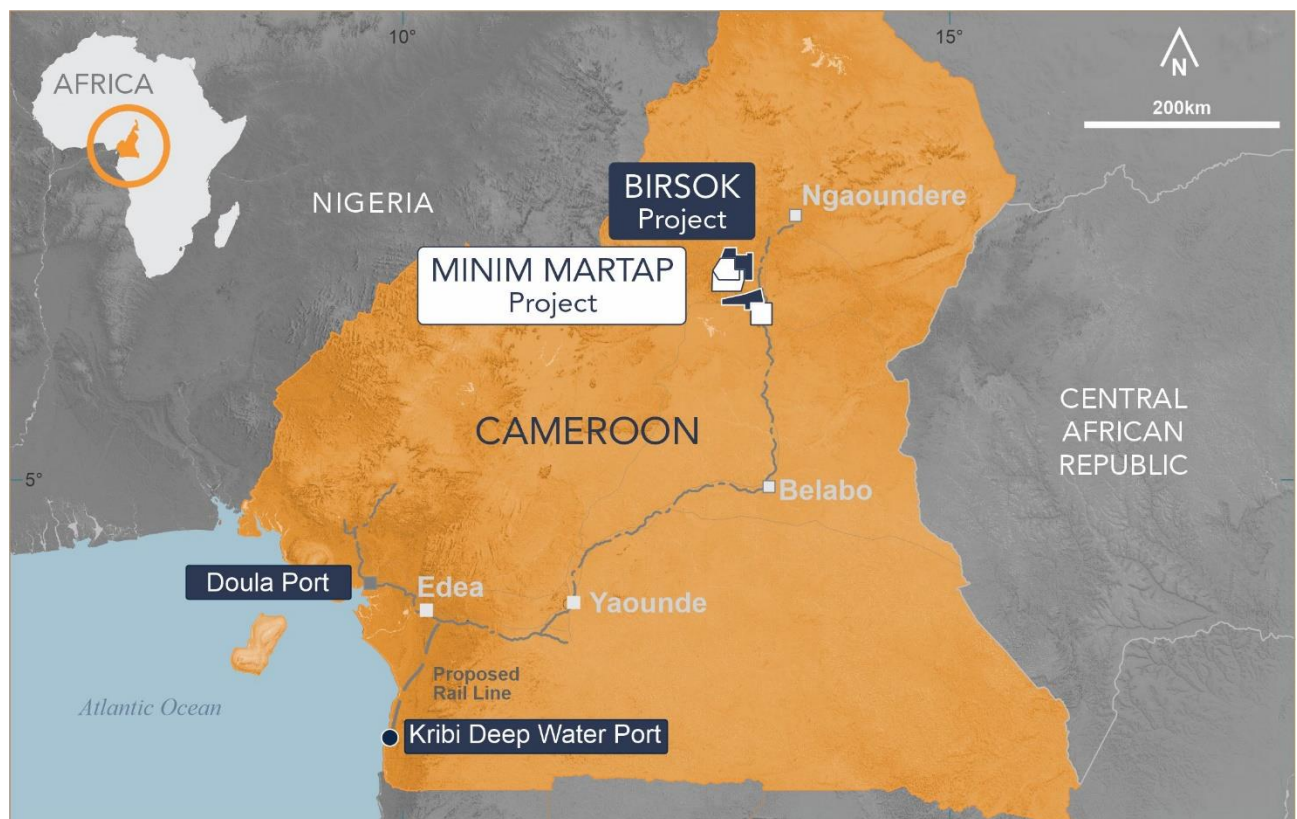 10°
15°
AFRICA
N
200km
NIGERIA
BIRSOK
Project
Ngaoundere
MINIM MARTAP
Project
CENTRAL
AFRICAN
REPUBLIC
CAMEROON
5°
Belabo
Doula Port
Edea
Yaounde
Proposed
Rail Line
Atlantic Ocean
Kribi Deep Water Port